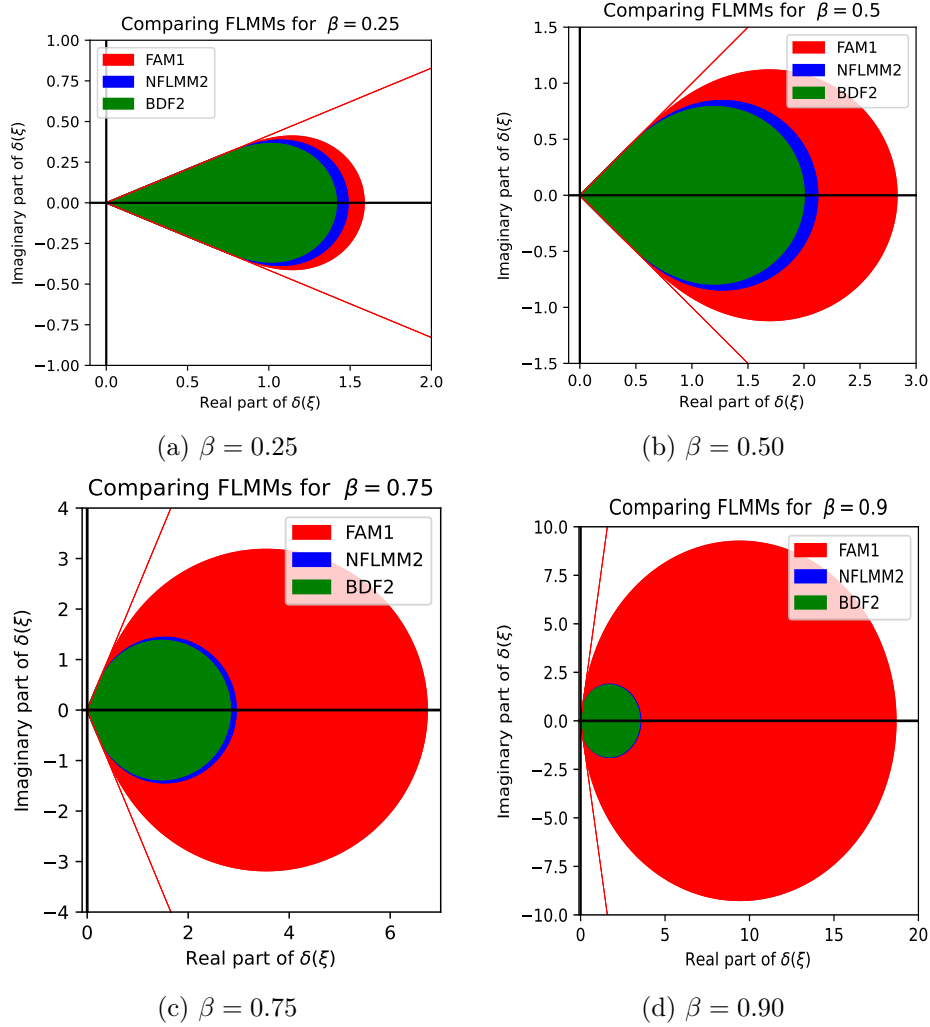 Comparing FLMMs for β = 0.25
FAM1
NFLMM2
BDF2
Imaginary part of δ(ξ)
1.00
0.75
0.50
0.25
0.00
−0.25
−0.50
−0.75
−1.00
0.0 0.5 1.0 1.5 2.0
Real part of δ(ξ)
(a) β = 0.25
Comparing FLMMs for β = 0.5
FAM1
NFLMM2
BDF2
Imaginary part of δ(ξ)
1.5
1.0
0.5
0.0
−0.5
−1.0
−1.5
0.0 0.5 1.0 1.5 2.0 2.5 3.0
Real part of δ(ξ)
(b) β = 0.50
Comparing FLMMs for β = 0.75
FAM1
NFLMM2
BDF2
Imaginary part of δ(ξ)
4
3
2
1
0
−1
−2
−3
−4
0 2 4 6
Real part of δ(ξ)
(c) β = 0.75
Comparing FLMMs for β = 0.9
FAM1
NFLMM2
BDF2
Imaginary part of δ(ξ)
10.0
7.5
5.0
2.5
0.0
−2.5
−5.0
−7.5
−10.0
0 5 10 15 20
Real part of δ(ξ)
(d) β = 0.90